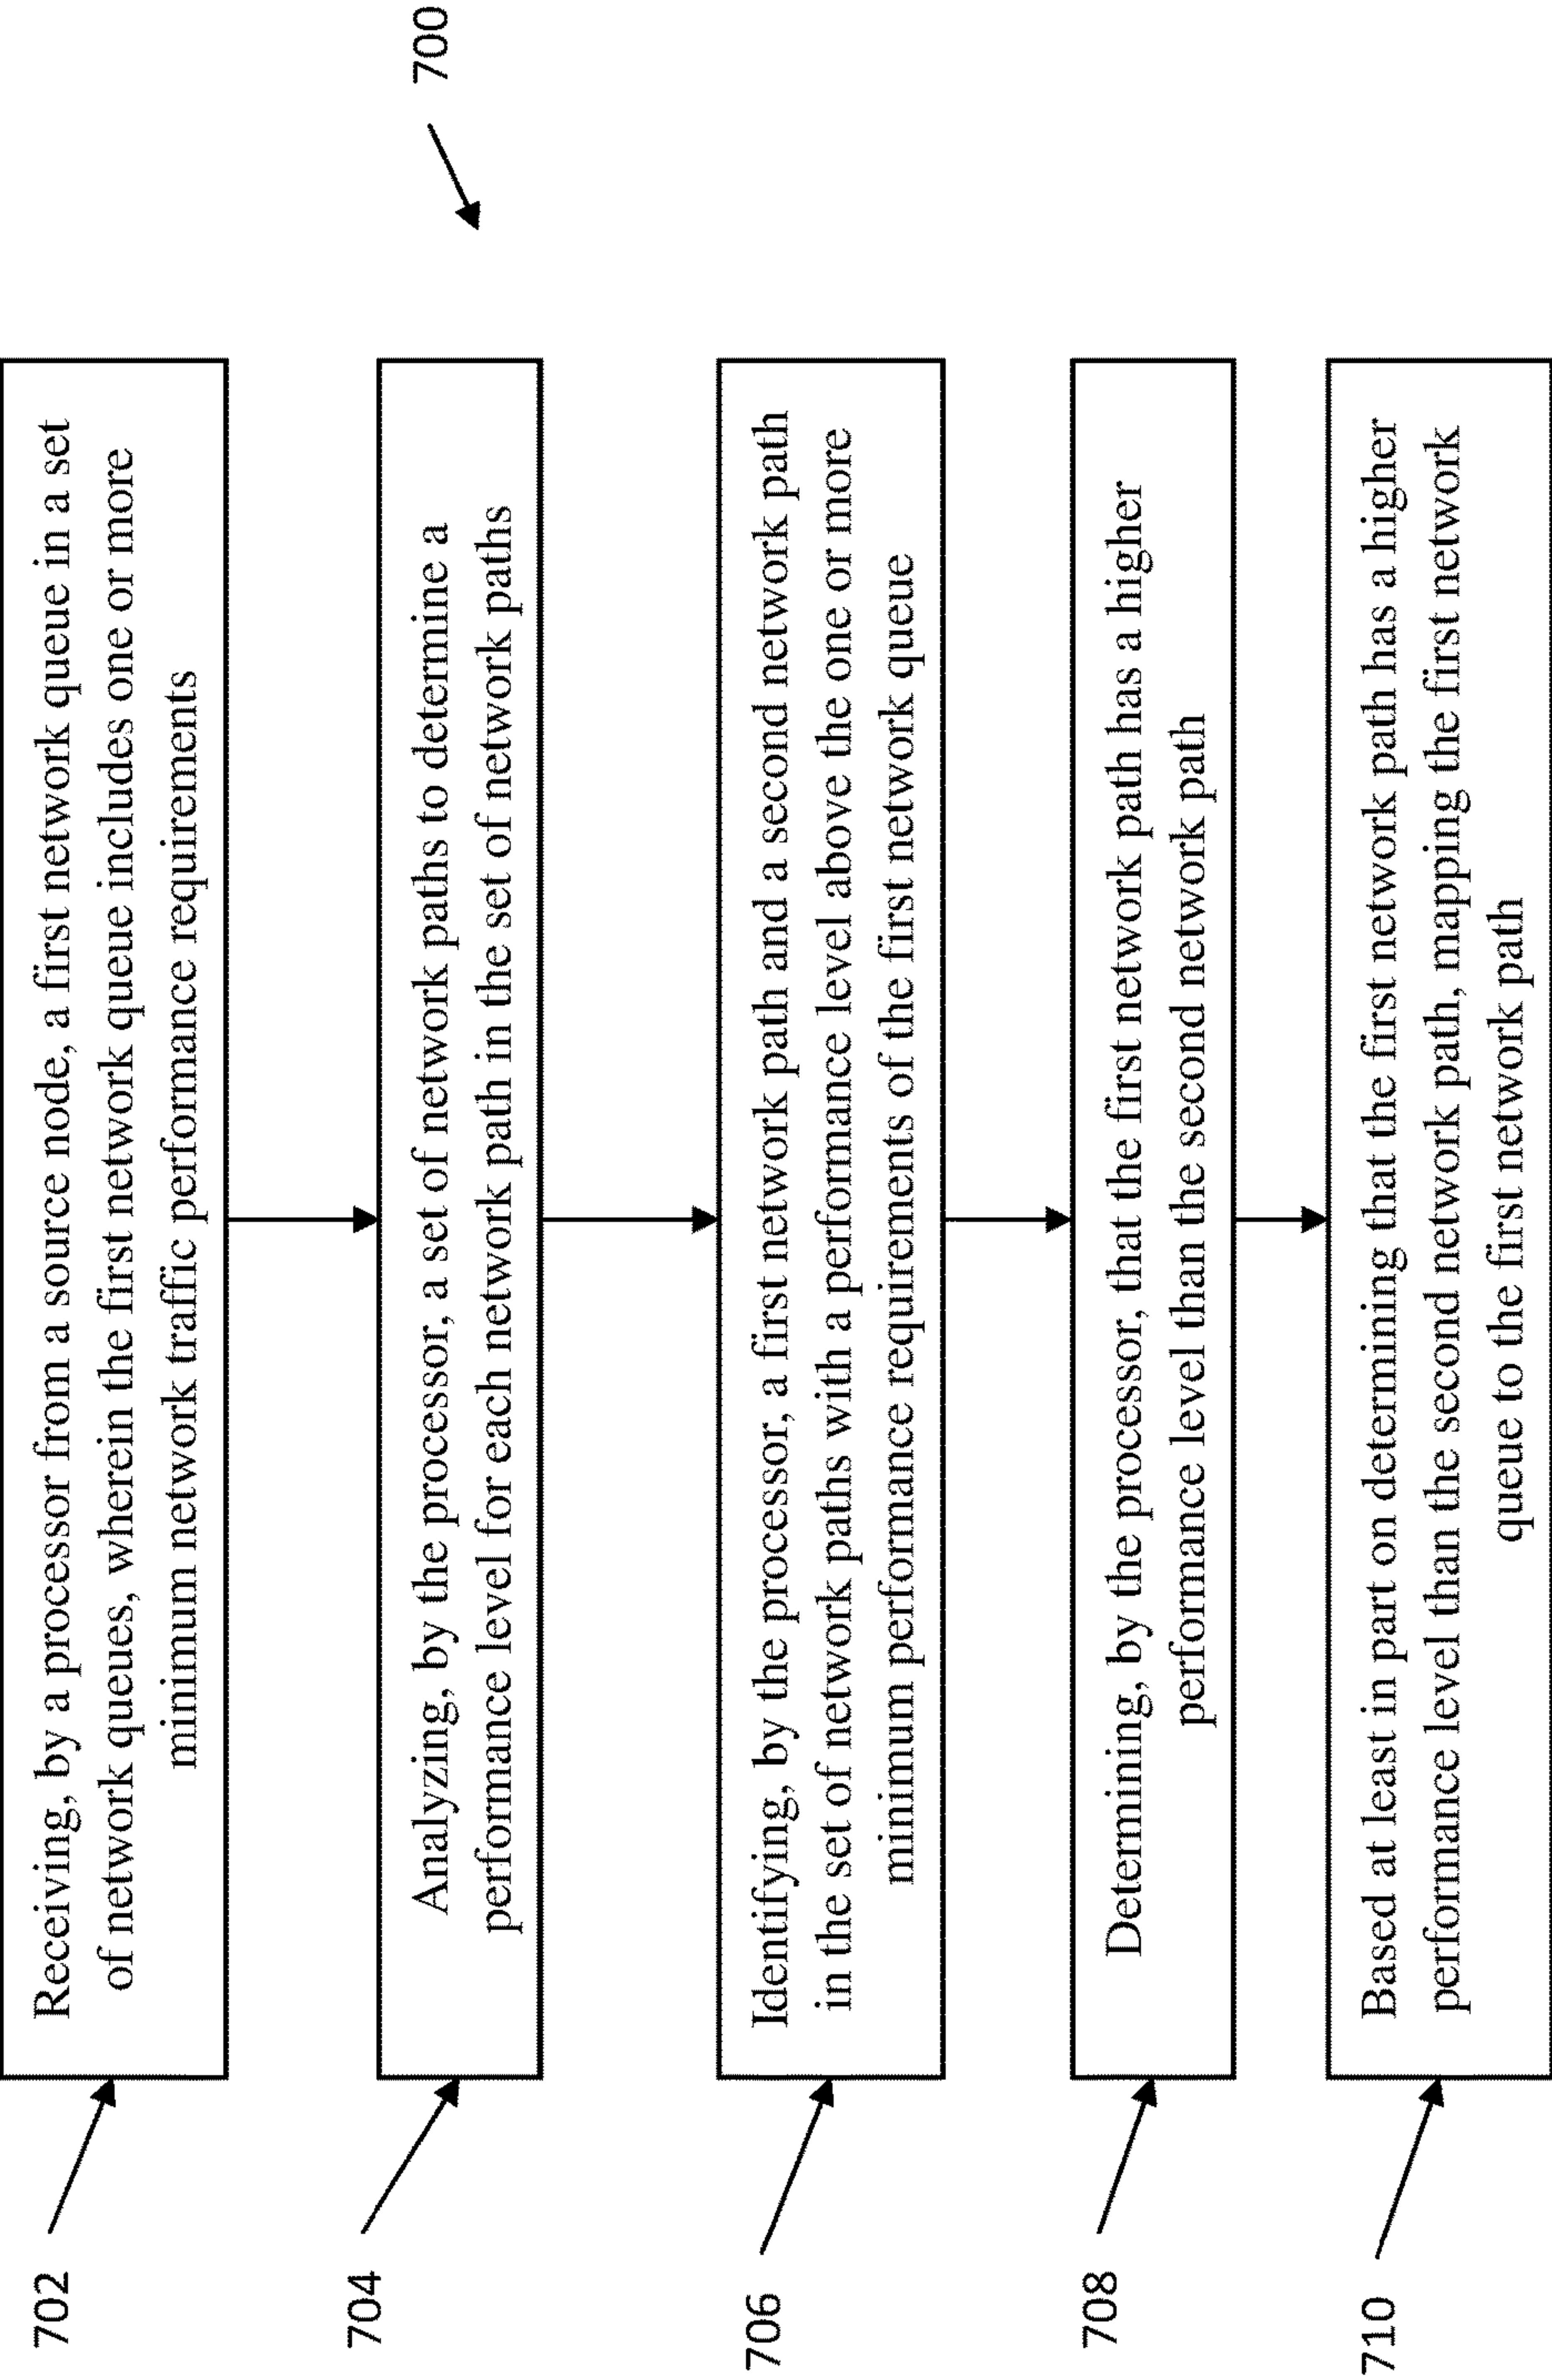 700
702
Receiving, by a processor from a source node, a first network queue in a set
of network queues, wherein the first network queue includes one or more
minimum network traffic performance requirements
704
Analyzing, by the processor, a set of network paths to determine a
performance level for each network path in the set of network paths
706
Identifying, by the processor, a first network path and a second network path
in the set of network paths with a performance level above the one or more
minimum performance requirements of the first network queue
708
Determining, by the processor, that the first network path has a higher
performance level than the second network path
710
Based at least in part on determining that the first network path has a higher
performance level than the second network path, mapping the first network
queue to the first network path